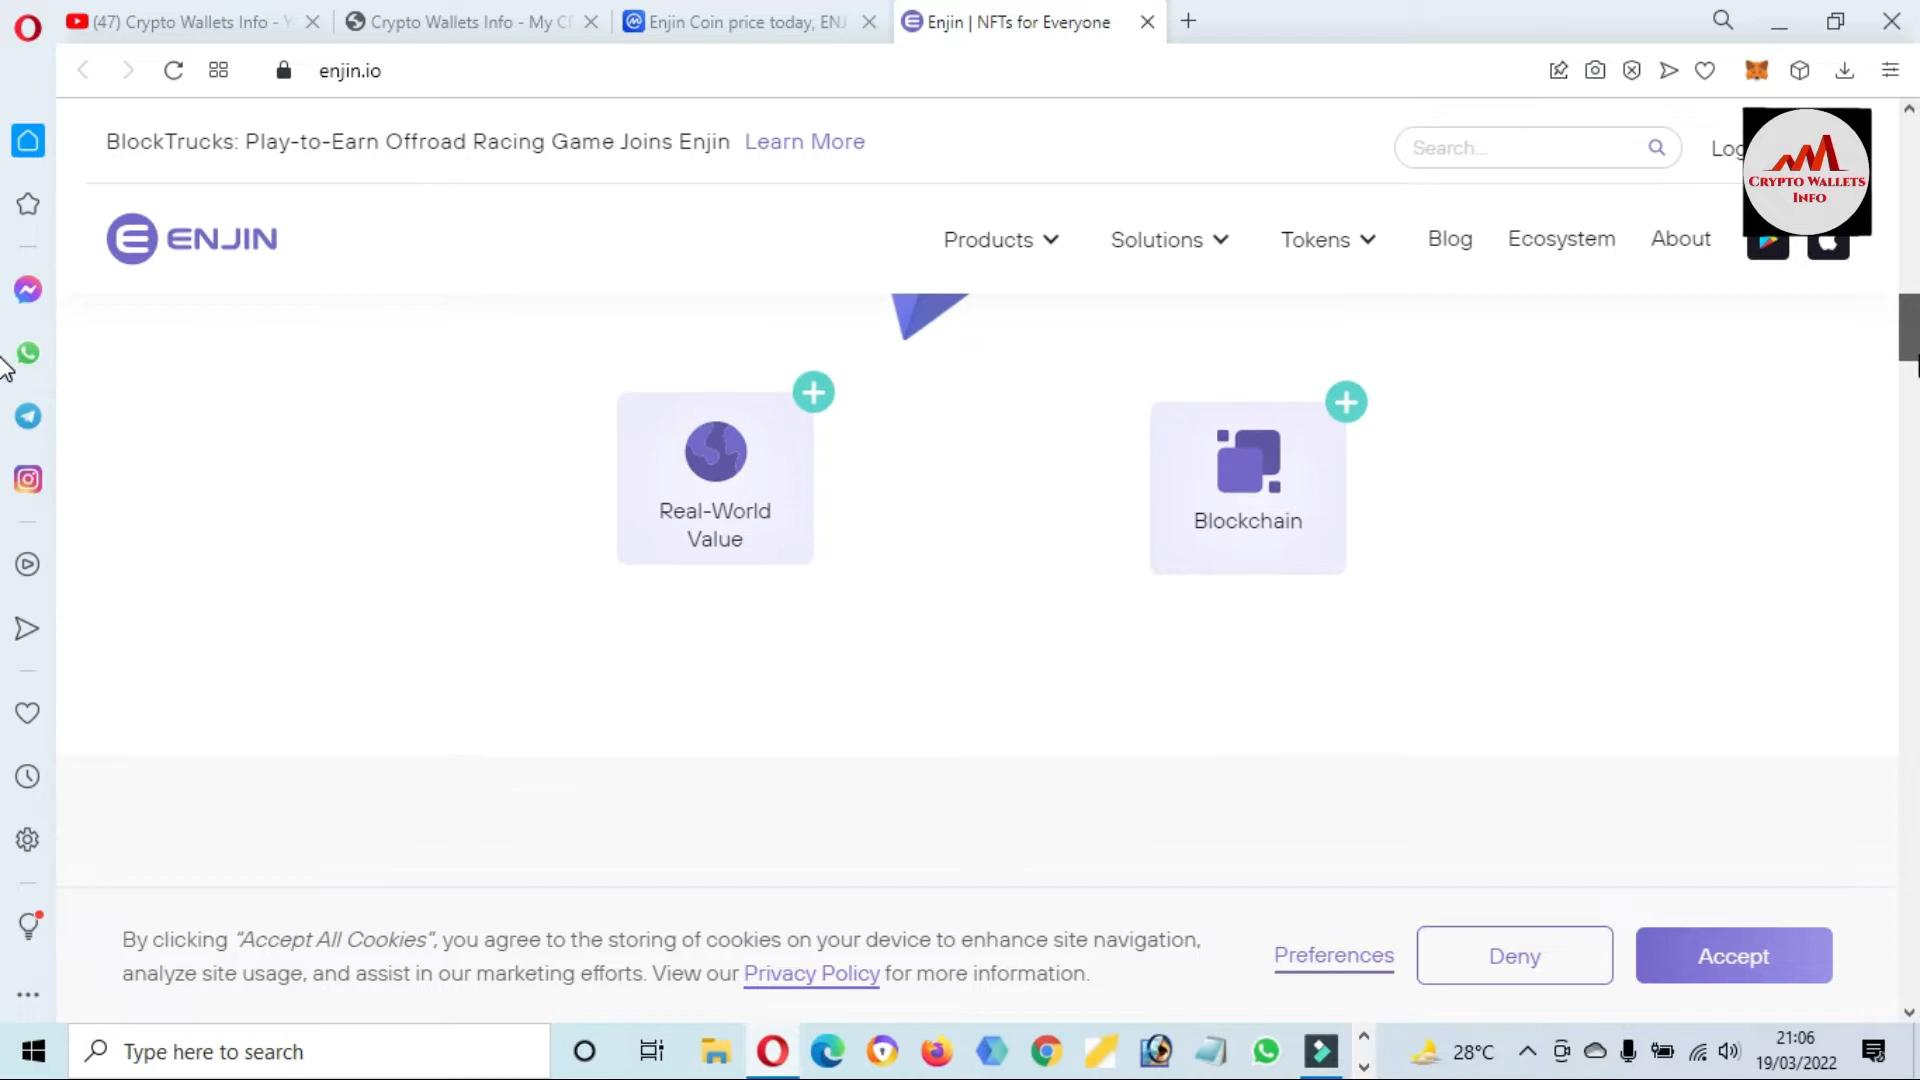 (47) Crypto Wallets Info - Y
Crypto Wallets Info - My C
Enjin Coin price today, ENJ
Enjin | NFTs for Everyone
enjin.io
BlockTrucks: Play-to-Earn Offroad Racing Game Joins Enjin Learn More
Search...
Log
CRYPTO WALLETS
INFO
ENJIN
Products
Solutions
Tokens
Blog
Ecosystem
About
Real-World
Value
Blockchain
By clicking "Accept All Cookies", you agree to the storing of cookies on your device to enhance site navigation,
analyze site usage, and assist in our marketing efforts. View our Privacy Policy for more information.
Preferences
Deny
Accept
Type here to search
28°C
21:06
19/03/2022